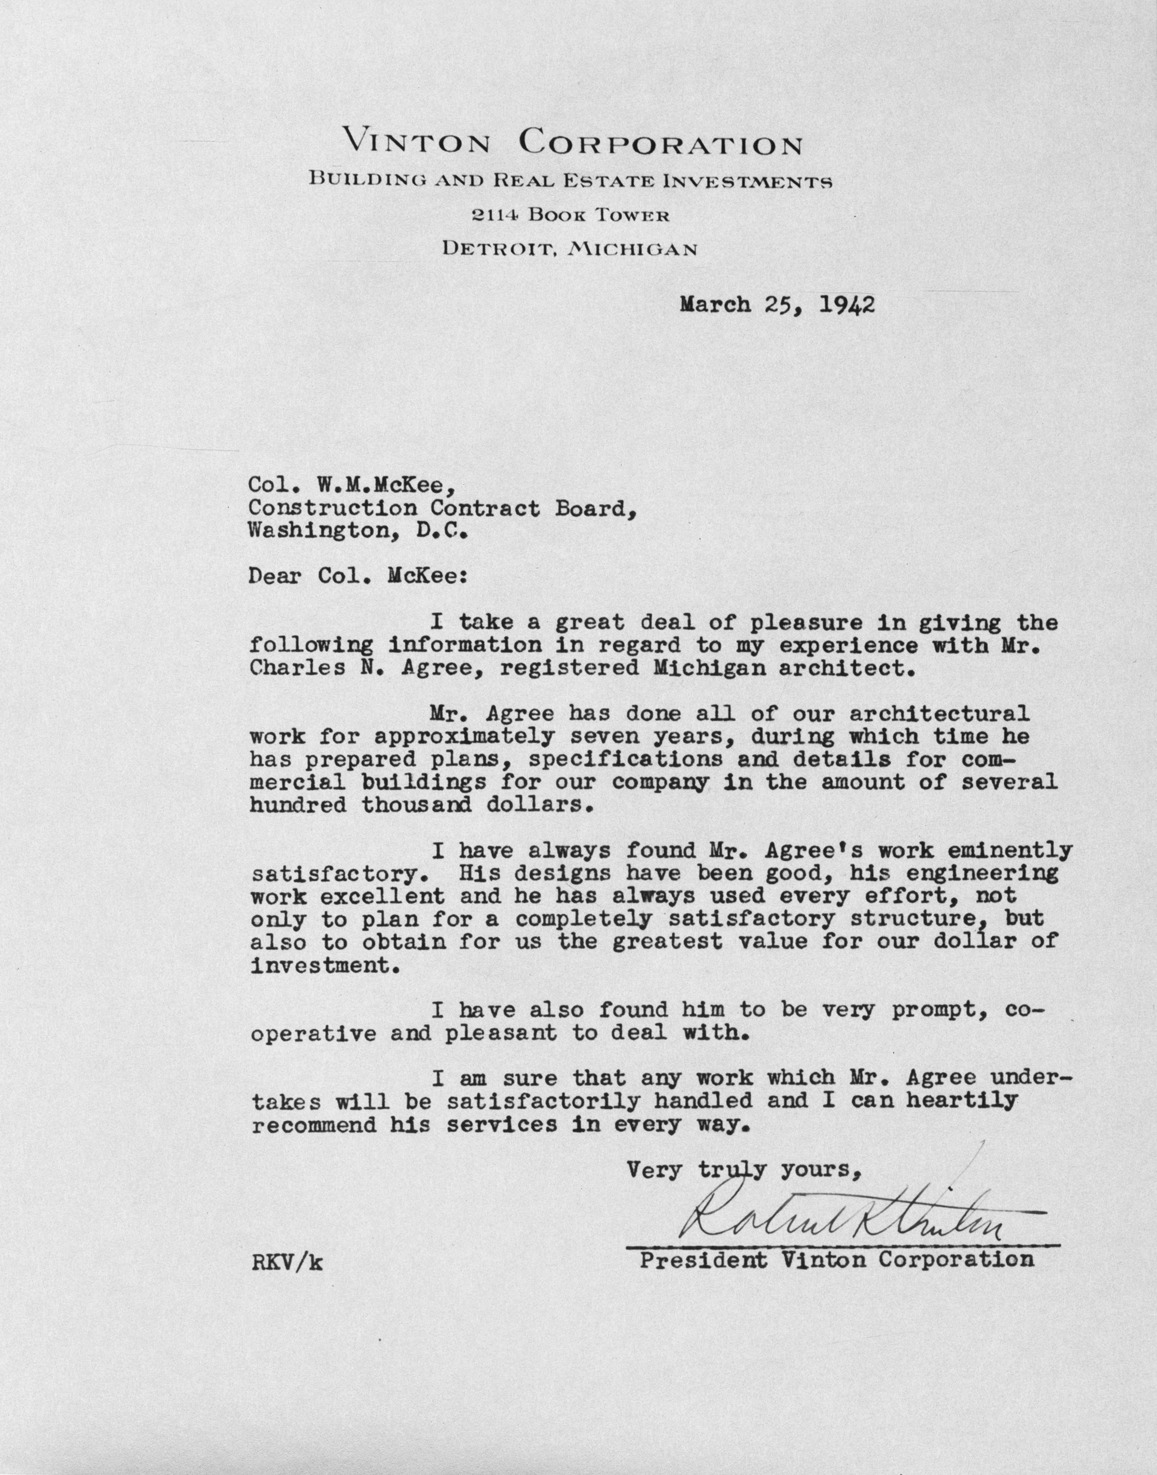 VINTON CORPORATION
BUILDING AND REAL ESTATE INVESTMENTS
2114 BOOK TOWER
DETROIT, MICHIGAN
March 25, 1942
Col. W.M.McKee,
Construction Contract Board,
Washington, D.C.
Dear Col. McKee:
I take a great deal of pleasure in giving the
following information in regard to my experience with Mr.
Charles N. Agree, registered Michigan architect.
Mr. Agree has done all of our architectural
work for approximately seven years, during which time he
has prepared plans, specifications and details for com-
mercial buildings for our company in the amount of several
hundred thousand dollars.
I have always found Mr. Agree's work eminently
satisfactory. His designs have been good, his engineering
work excellent and he has always used every effort, not
only to plan for a completely satisfactory structure, but
also to obtain for us the greatest value for our dollar of
investment.
I have also found him to be very prompt, co-
operative and pleasant to deal with.
I am sure that any work which Mr. Agree under-
takes will be satisfactorily handled and I can heartily
recommend his services in every way.
Very truly yours,
Robert K Vinton
President Vinton Corporation
RKV/k